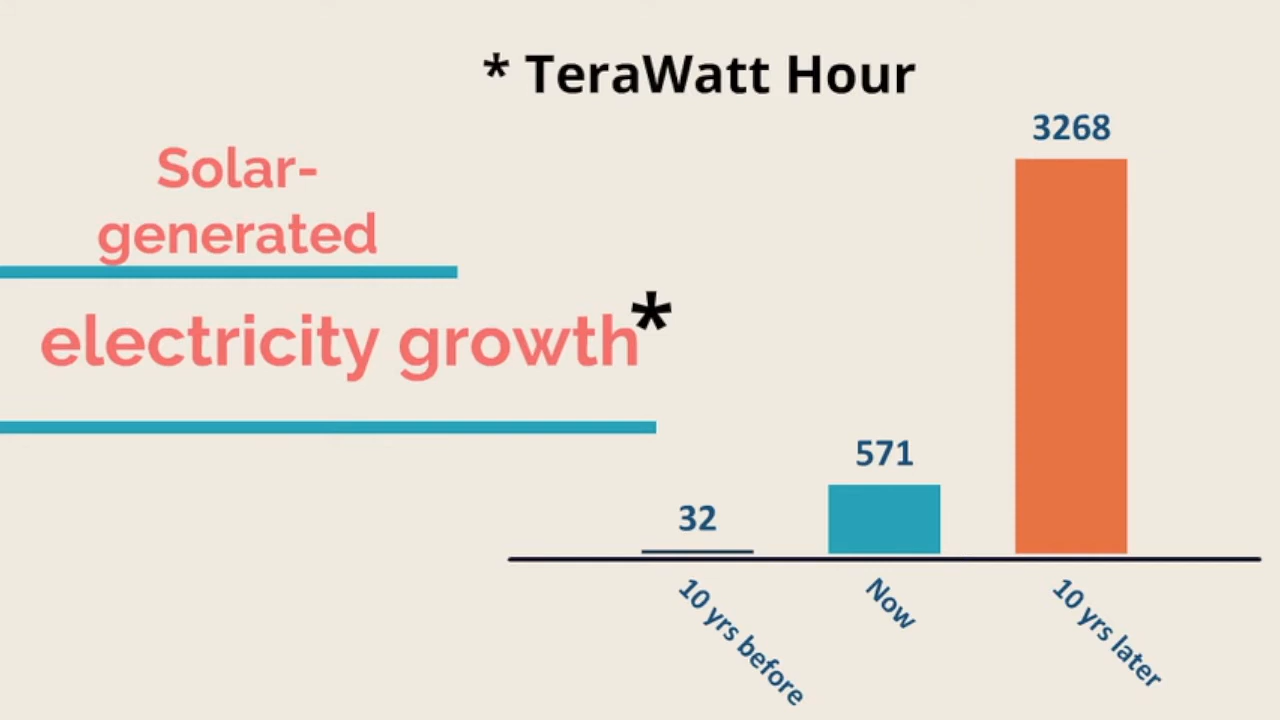 * TeraWatt Hour
Solar-
generated
electricity growth*
3268
571
32
10 yrs before
Now
10 yrs later